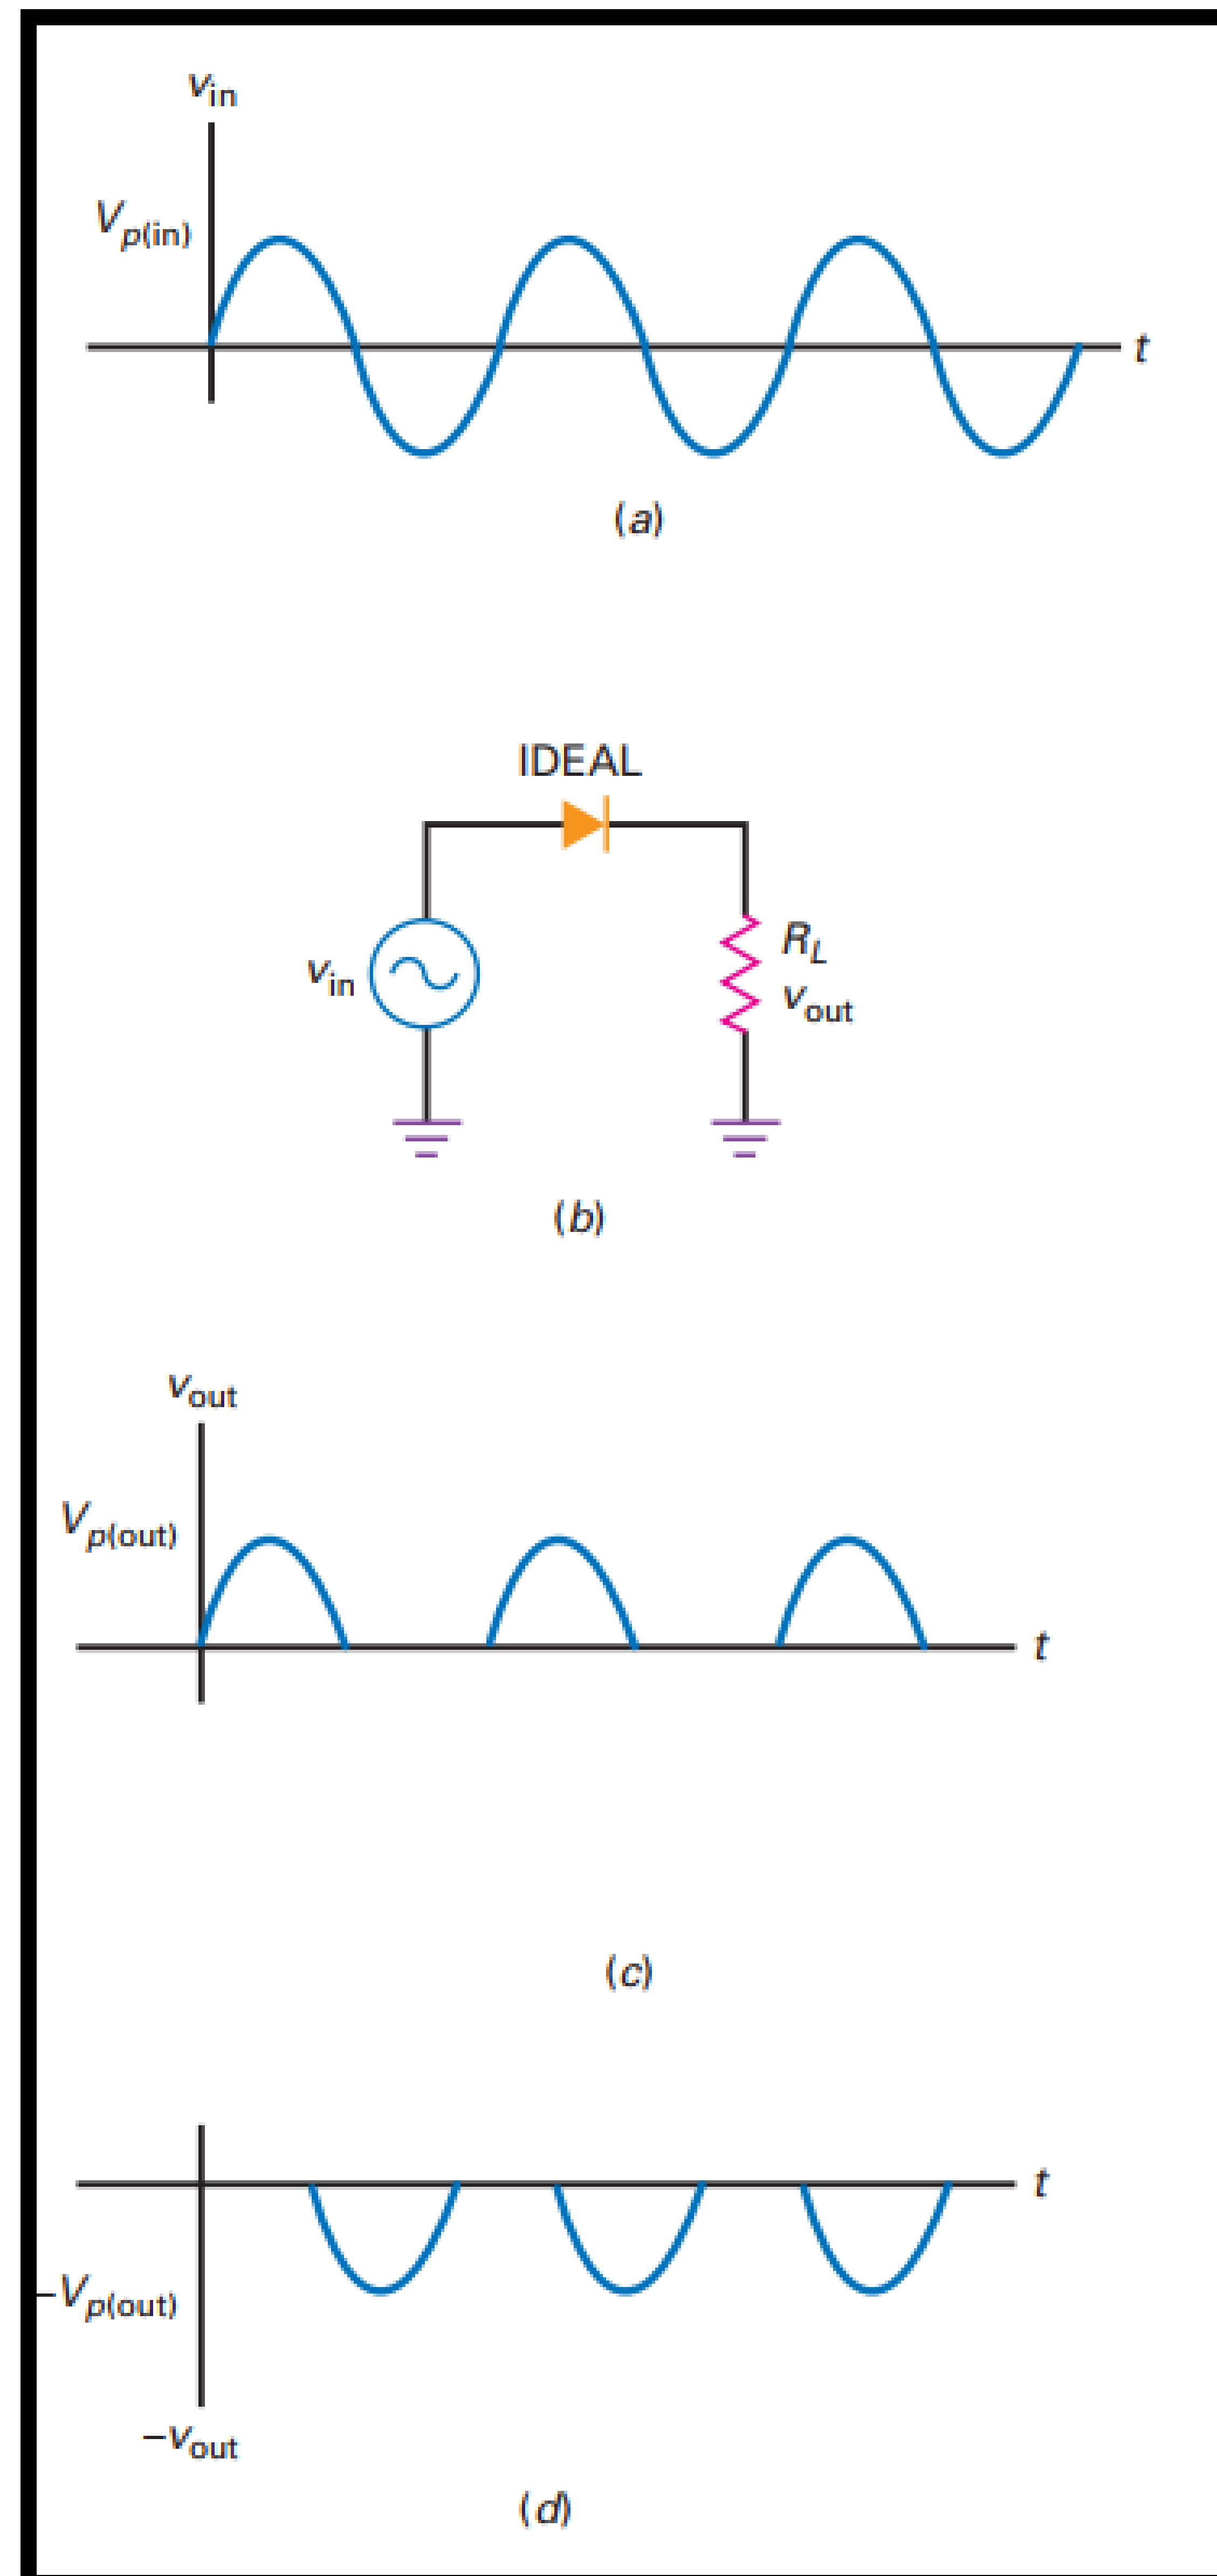 vin
Vp(in)
t
(a)
IDEAL
vin
RL
vout
(b)
vout
Vp(out)
t
(c)
t
–Vp(out)
–vout
(d)